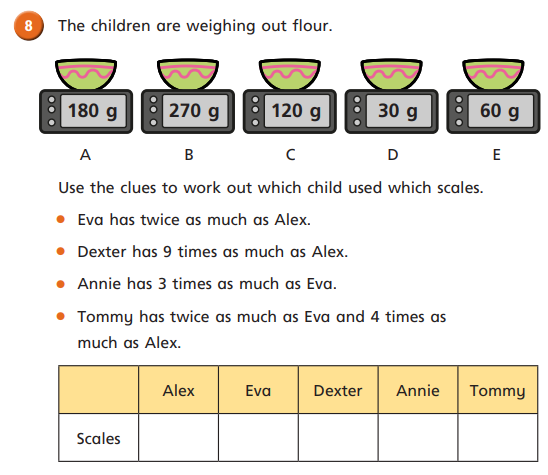 8 The children are weighing out flour.
180 g 270 g 120 g 30 g 60 g
A B C D E
Use the clues to work out which child used which scales.
• Eva has twice as much as Alex.
• Dexter has 9 times as much as Alex.
• Annie has 3 times as much as Eva.
• Tommy has twice as much as Eva and 4 times as
much as Alex.
Alex Eva Dexter Annie Tommy
Scales